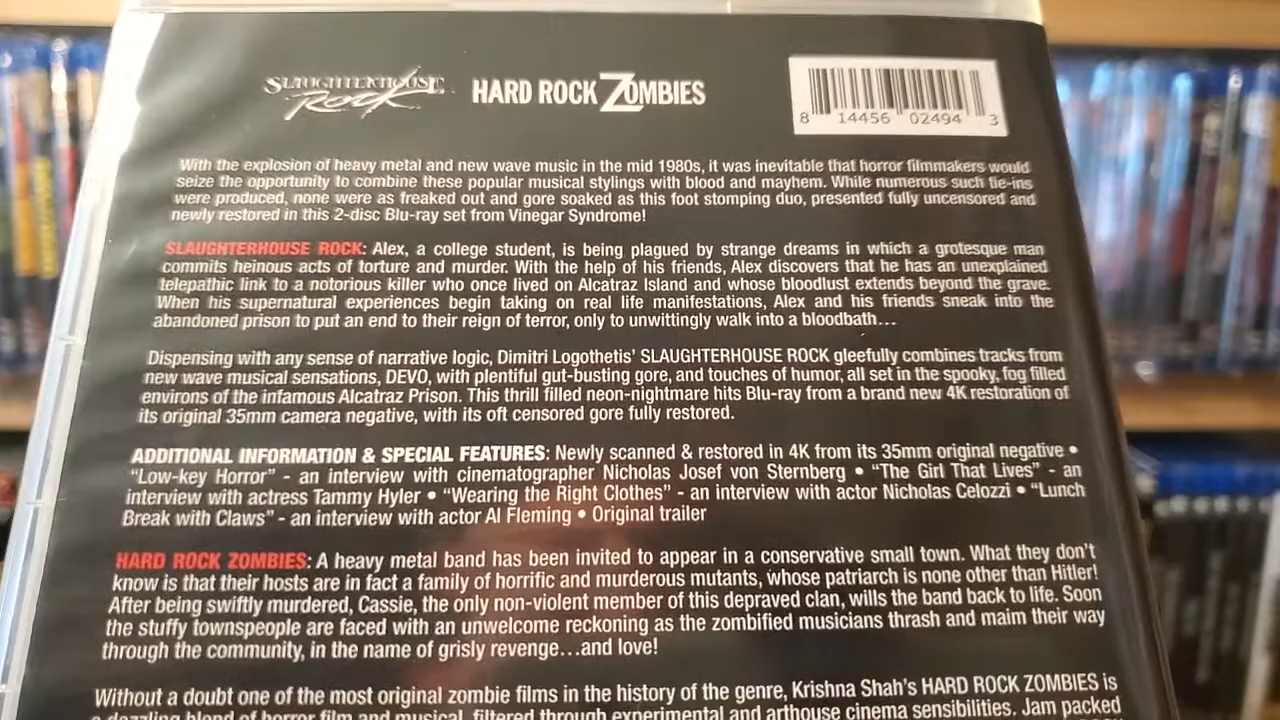 SLAUGHTERHOUSE Rock HARD ROCK ZOMBIES
8 14456 02494 3
With the explosion of heavy metal and new wave music in the mid 1980s, it was inevitable that horror filmmakers would
seize the opportunity to combine these popular musical stylings with blood and mayhem. While numerous such tie-ins
were produced, none were as freaked out and gore soaked as this foot stomping duo, presented fully uncensored and
newly restored in this 2-disc Blu-ray set from Vinegar Syndrome!
SLAUGHTERHOUSE ROCK: Alex, a college student, is being plagued by strange dreams in which a grotesque man
commits heinous acts of torture and murder. With the help of his friends, Alex discovers that he has an unexplained
telepathic link to a notorious killer who once lived on Alcatraz Island and whose bloodlust extends beyond the grave.
When his supernatural experiences begin taking on real life manifestations, Alex and his friends sneak into the
abandoned prison to put an end to their reign of terror, only to unwittingly walk into a bloodbath…
Dispensing with any sense of narrative logic, Dimitri Logothetis' SLAUGHTERHOUSE ROCK gleefully combines tracks from
new wave musical sensations, DEVO, with plentiful gut-busting gore, and touches of humor, all set in the spooky, fog filled
environs of the infamous Alcatraz Prison. This thrill filled neon-nightmare hits Blu-ray from a brand new 4K restoration of
its original 35mm camera negative, with its oft censored gore fully restored.
ADDITIONAL INFORMATION & SPECIAL FEATURES: Newly scanned & restored in 4K from its 35mm original negative •
"Low-key Horror" - an interview with cinematographer Nicholas Josef von Sternberg • "The Girl That Lives" - an
interview with actress Tammy Hyler • "Wearing the Right Clothes" - an interview with actor Nicholas Celozzi • "Lunch
Break with Claws" - an interview with actor Al Fleming • Original trailer
HARD ROCK ZOMBIES: A heavy metal band has been invited to appear in a conservative small town. What they don't
know is that their hosts are in fact a family of horrific and murderous mutants, whose patriarch is none other than Hitler!
After being swiftly murdered, Cassie, the only non-violent member of this depraved clan, wills the band back to life. Soon
the stuffy townspeople are faced with an unwelcome reckoning as the zombified musicians thrash and maim their way
through the community, in the name of grisly revenge…and love!
Without a doubt one of the most original zombie films in the history of the genre, Krishna Shah's HARD ROCK ZOMBIES is
a dazzling blend of horror film and musical, filtered through experimental and arthouse cinema sensibilities. Jam packed